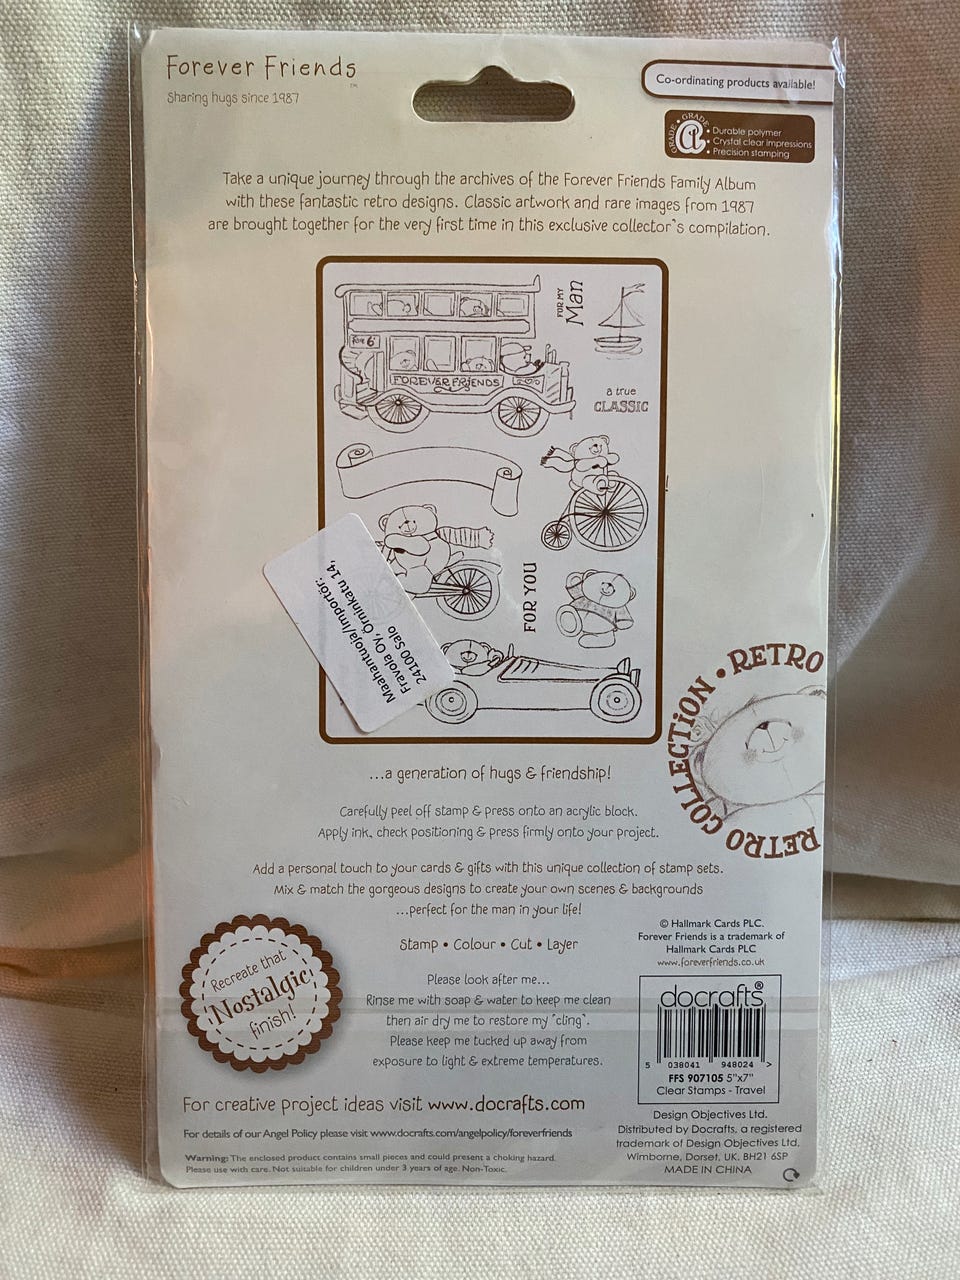 Forever Friends
™
Sharing hugs since 1987
Co-ordinating products available!
GRADE • GRADE
a
• Durable polymer
• Crystal clear impressions
• Precision stamping
Take a unique journey through the archives of the Forever Friends Family Album
with these fantastic retro designs. Classic artwork and rare images from 1987
are brought together for the very first time in this exclusive collector's compilation.
FOR MY
Man
Fare 6
FOREVER FRIENDS
a true
CLASSIC
FOR YOU
Maahantuoja/Importör:
Fravola Oy, Örninkatu 14,
24100 Salo
RETRO COLLECTION • RETRO
RETRO
...a generation of hugs & friendship!
Carefully peel off stamp & press onto an acrylic block.
Apply ink, check positioning & press firmly onto your project.
Add a personal touch to your cards & gifts with this unique collection of stamp sets.
Mix & match the gorgeous designs to create your own scenes & backgrounds
...perfect for the man in your life!
Stamp • Colour • Cut • Layer
Recreate that
Nostalgic
finish!
Please look after me...
Rinse me with soap & water to keep me clean
then air dry me to restore my "cling".
Please keep me tucked up away from
exposure to light & extreme temperatures.
© Hallmark Cards PLC.
Forever Friends is a trademark of
Hallmark Cards PLC
www.foreverfriends.co.uk
docrafts®
5 038041 948024 >
FFS 907105 5"x7"
Clear Stamps - Travel
For creative project ideas visit www.docrafts.com
For details of our Angel Policy please visit www.docrafts.com/angelpolicy/foreverfriends
Warning: The enclosed product contains small pieces and could present a choking hazard.
Please use with care. Not suitable for children under 3 years of age. Non-Toxic.
Design Objectives Ltd.
Distributed by Docrafts, a registered
trademark of Design Objectives Ltd,
Wimborne, Dorset, UK. BH21 6SP
MADE IN CHINA